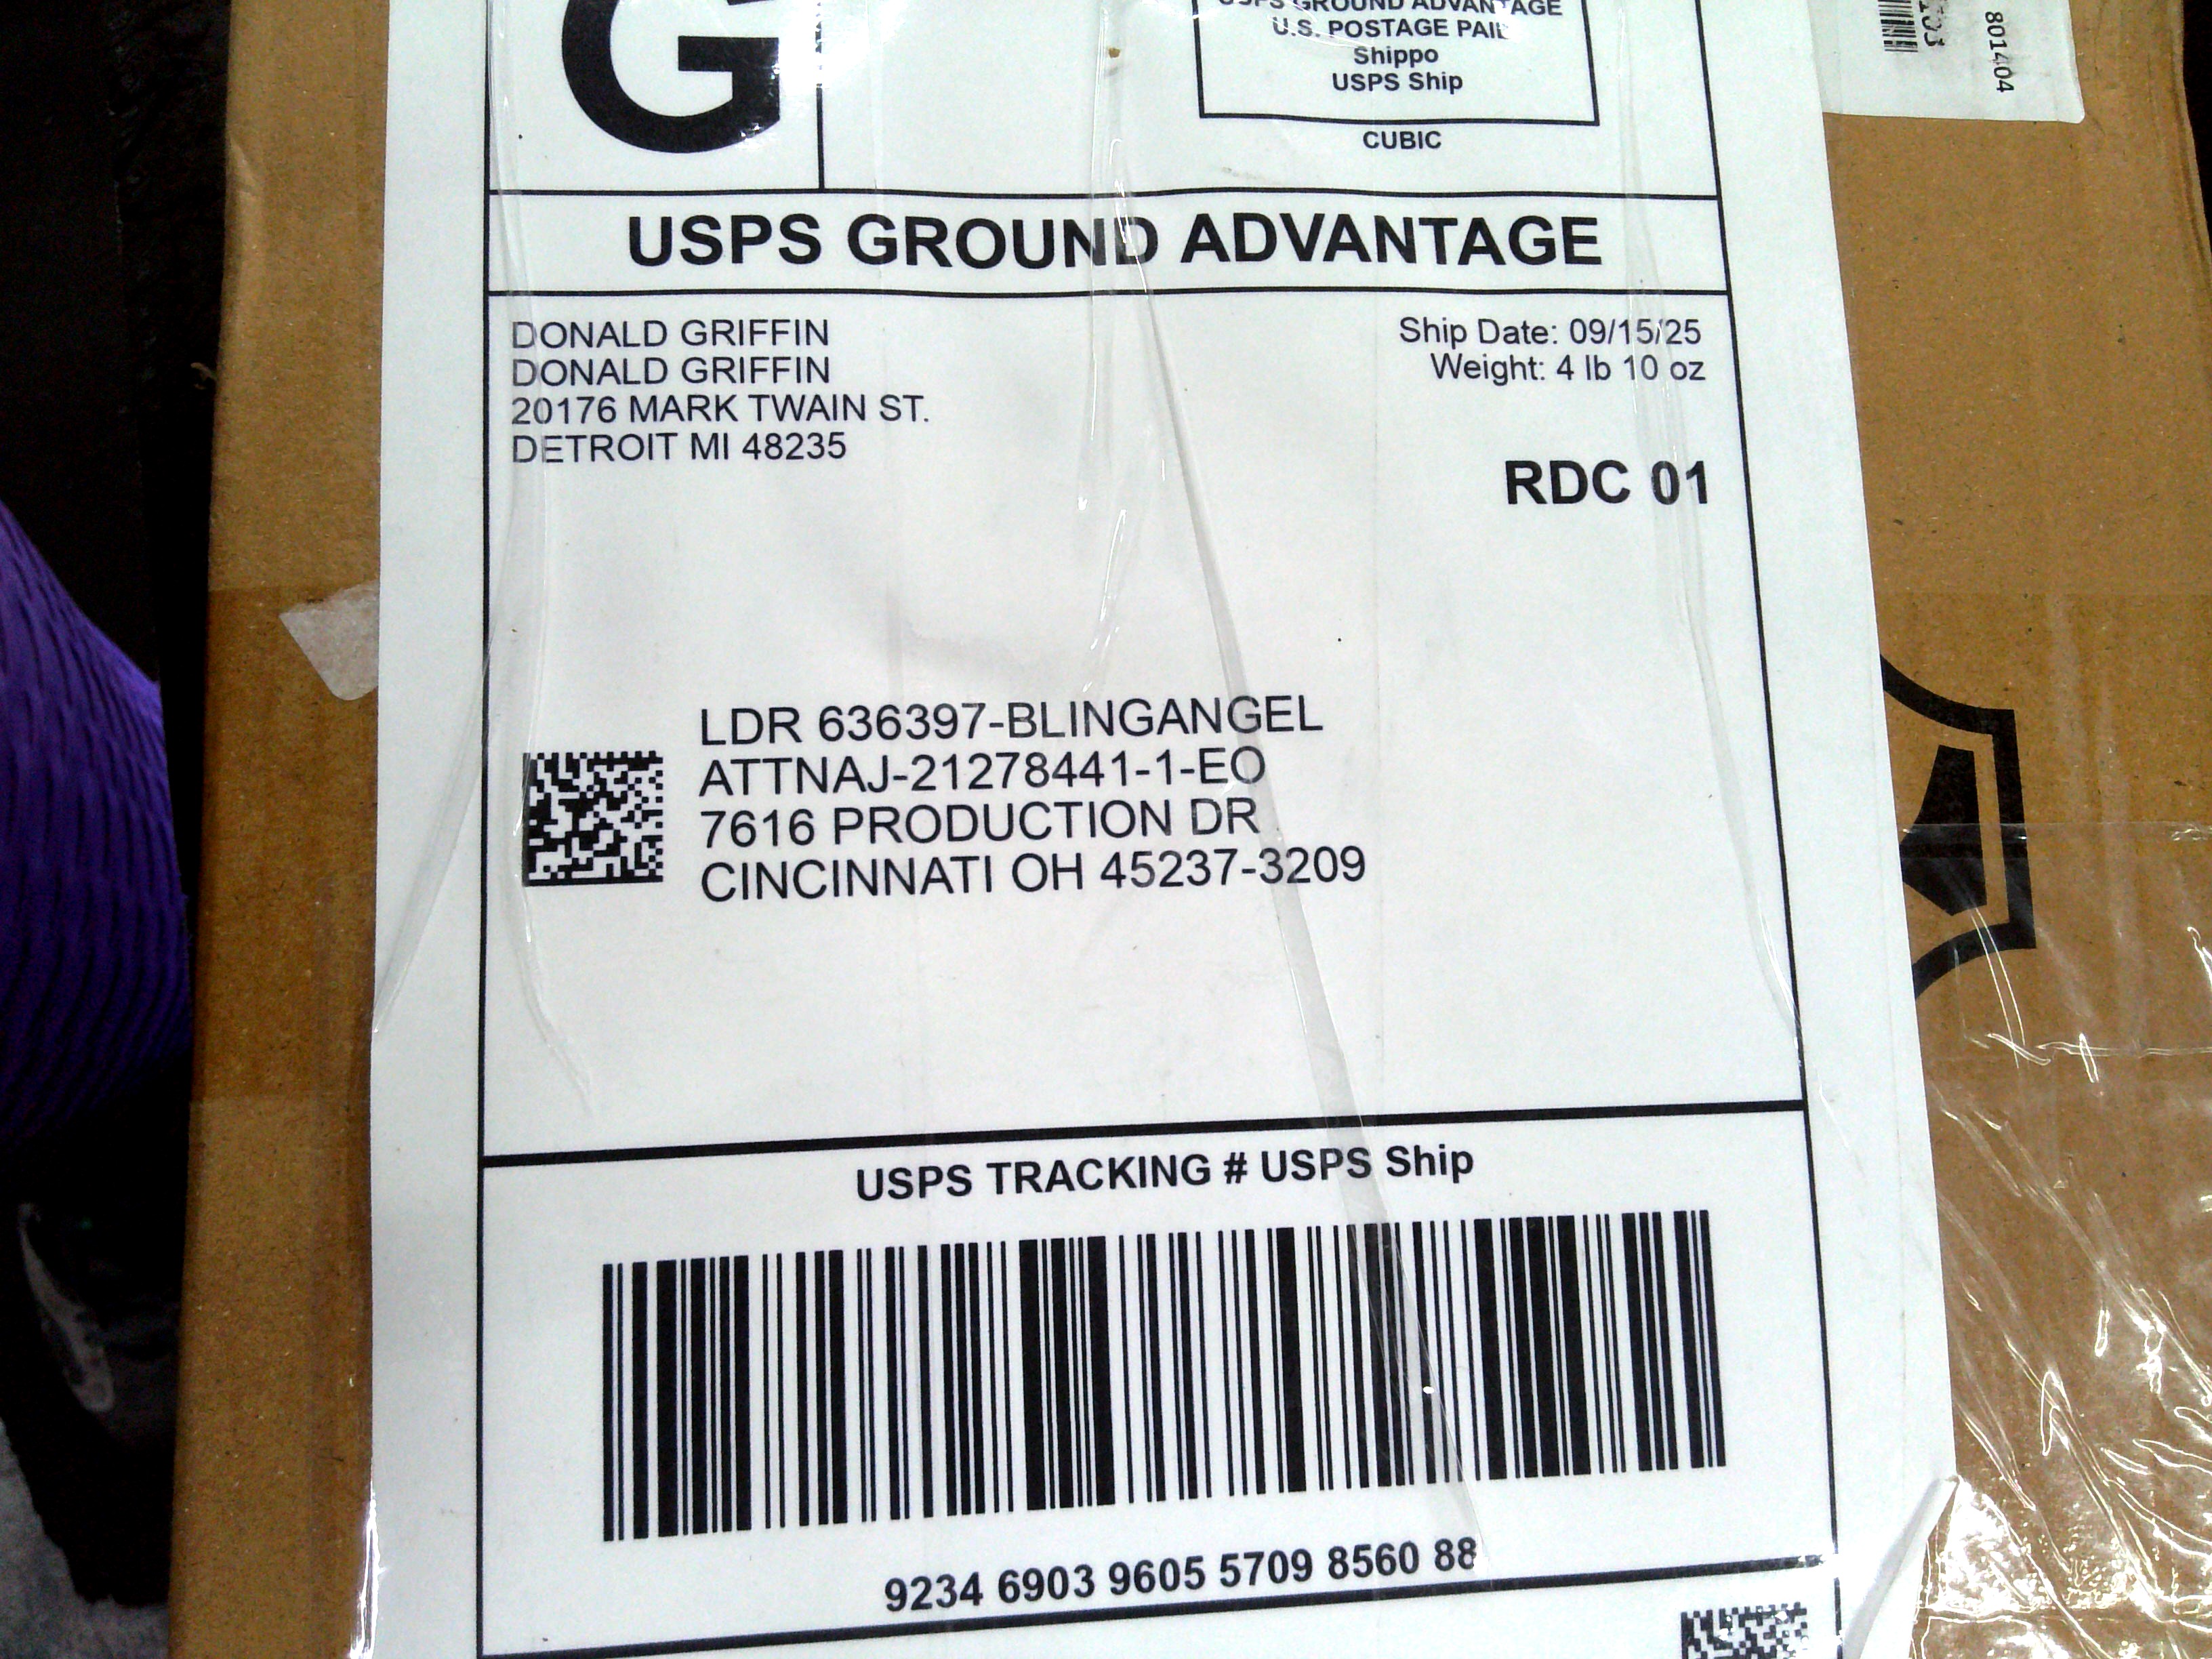 G
USPS GROUND ADVANTAGE
U.S. POSTAGE PAID
Shippo
USPS Ship
CUBIC
801404
USPS GROUND ADVANTAGE
DONALD GRIFFIN
DONALD GRIFFIN
20176 MARK TWAIN ST.
DETROIT MI 48235
Ship Date: 09/15/25
Weight: 4 lb 10 oz
RDC 01
LDR 636397-BLINGANGEL
ATTNAJ-21278441-1-EO
7616 PRODUCTION DR
CINCINNATI OH 45237-3209
USPS TRACKING # USPS Ship
9234 6903 9605 5709 8560 88